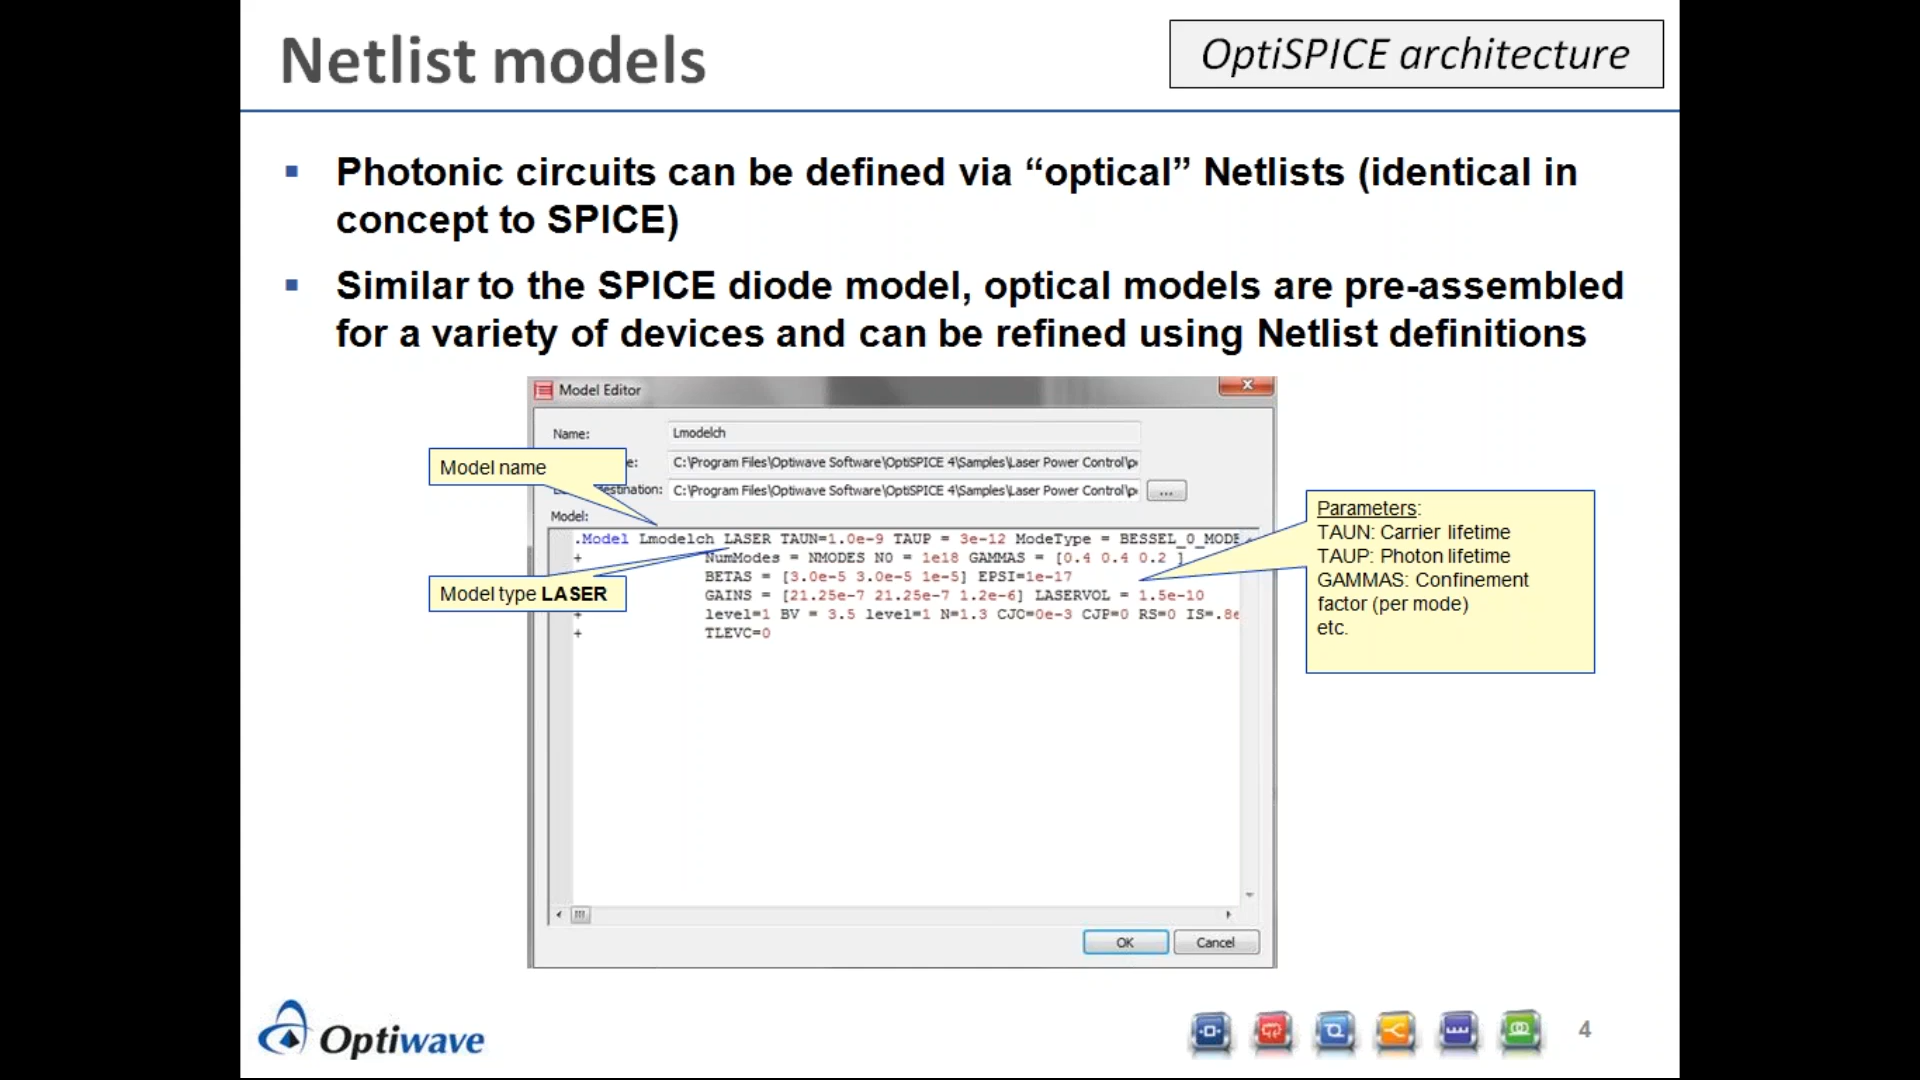 Netlist models
OptiSPICE architecture
▪ Photonic circuits can be defined via “optical” Netlists (identical in
concept to SPICE)
▪ Similar to the SPICE diode model, optical models are pre-assembled
for a variety of devices and can be refined using Netlist definitions
Model Editor
Name: Lmodelch
Model name
e: C:\Program Files\Optiwave Software\OptiSPICE 4\Samples\Laser Power Control\p
destination: C:\Program Files\Optiwave Software\OptiSPICE 4\Samples\Laser Power Control\p ...
Model:
.Model Lmodelch LASER TAUN=1.0e-9 TAUP = 3e-12 ModeType = BESSEL_0_MODE
+ NumModes = NMODES N0 = 1e18 GAMMAS = [0.4 0.4 0.2 ]
BETAS = [3.0e-5 3.0e-5 1e-5] EPSI=1e-17
GAINS = [21.25e-7 21.25e-7 1.2e-6] LASERVOL = 1.5e-10
+ level=1 BV = 3.5 level=1 N=1.3 CJO=0e-3 CJP=0 RS=0 IS=.8e
+ TLEVC=0
Model type LASER
Parameters:
TAUN: Carrier lifetime
TAUP: Photon lifetime
GAMMAS: Confinement
factor (per mode)
etc.
OK
Cancel
Optiwave
4